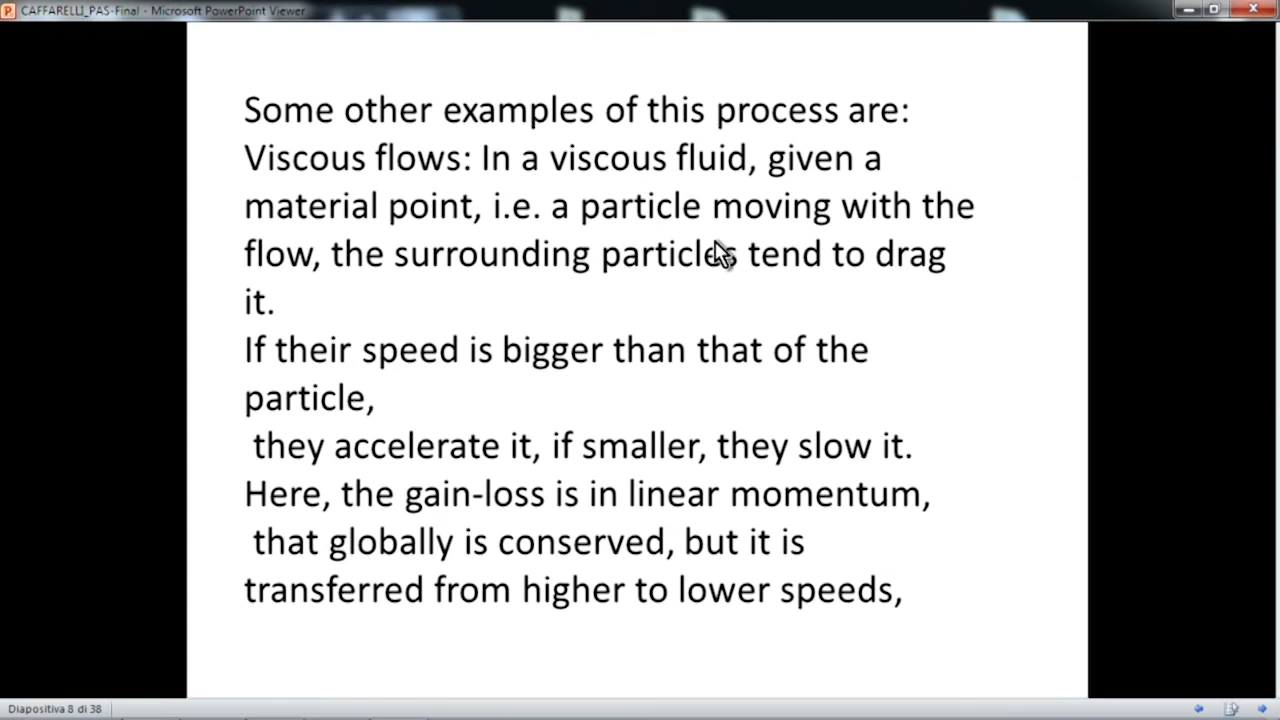 CAFFARELLI_PAS-Final - Microsoft PowerPoint Viewer
Some other examples of this process are:
Viscous flows: In a viscous fluid, given a
material point, i.e. a particle moving with the
flow, the surrounding particles tend to drag
it.
If their speed is bigger than that of the
particle,
they accelerate it, if smaller, they slow it.
Here, the gain-loss is in linear momentum,
that globally is conserved, but it is
transferred from higher to lower speeds,
Diapositiva 8 di 38